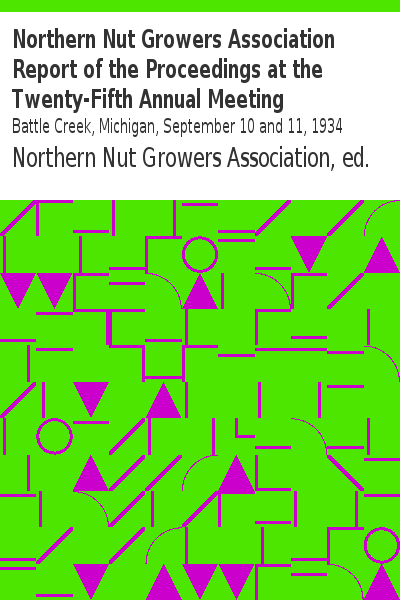 Northern Nut Growers Association
Report of the Proceedings at the
Twenty-Fifth Annual Meeting
Battle Creek, Michigan, September 10 and 11, 1934
Northern Nut Growers Association, ed.